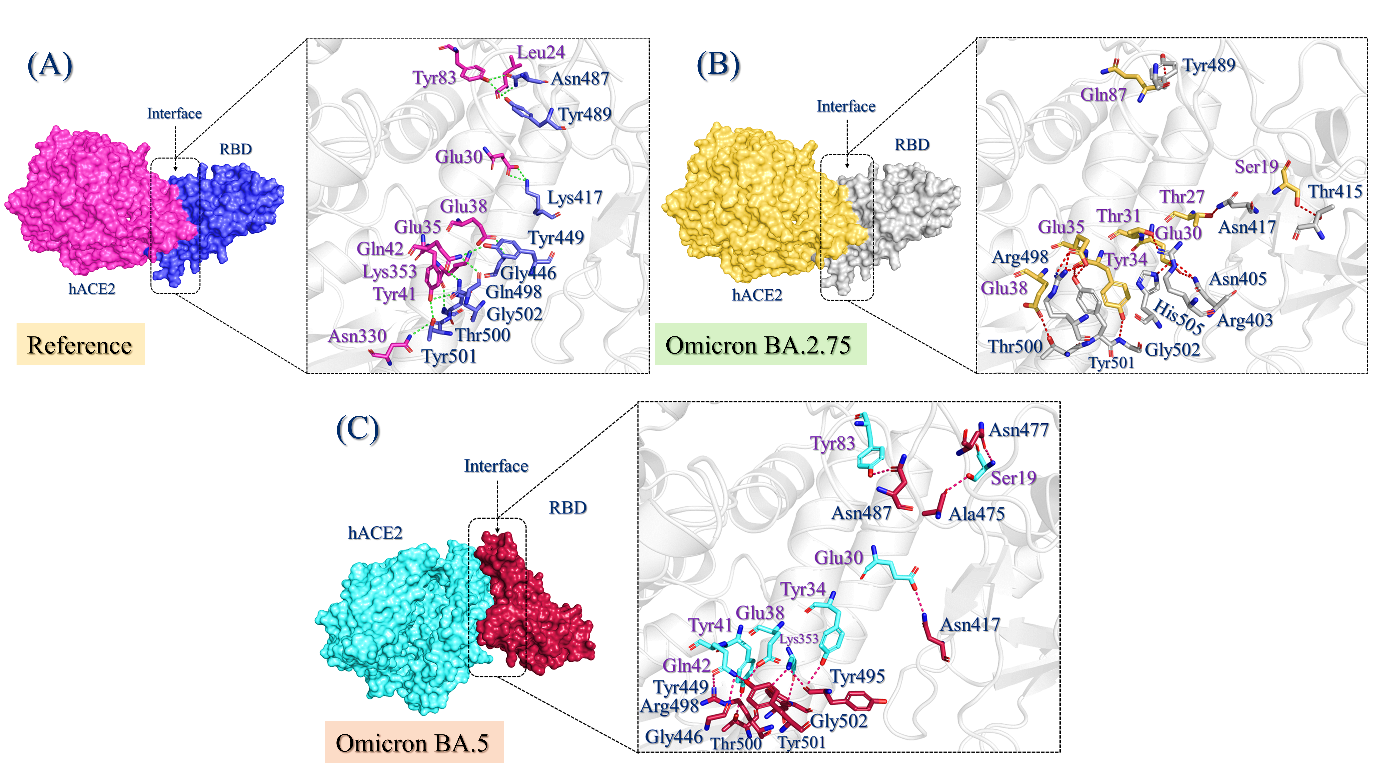 (A)
Interface
RBD
hACE2
Reference
Leu24
Tyr83
Asn487
Tyr489
Glu30
Lys417
Glu38
Glu35
Tyr449
Gln42
Gly446
Lys353
Gln498
Tyr41
Gly502
Thr500
Asn330
Tyr501
(B)
Interface
RBD
hACE2
Omicron BA.2.75
Tyr489
Gln87
Ser19
Thr27
Thr415
Glu35
Thr31
Asn417
Glu30
Arg498
Tyr34
Asn405
Glu38
His505
Arg403
Thr500
Gly502
Tyr501
(C)
Interface
RBD
hACE2
Omicron BA.5
Tyr83
Asn477
Ser19
Asn487
Ala475
Glu30
Tyr34
Glu38
Tyr41
Lys353
Asn417
Gln42
Tyr495
Tyr449
Arg498
Gly502
Gly446
Thr500
Tyr501